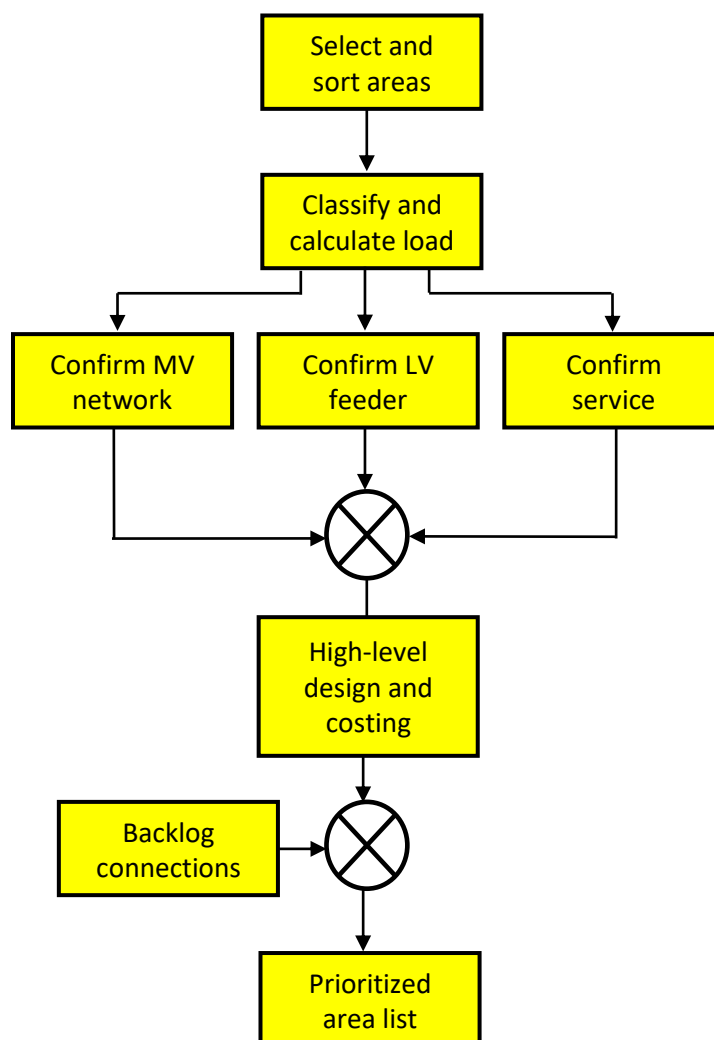 Select and
sort areas
Classify and
calculate load
Confirm MV
network
Confirm LV
feeder
Confirm
service
High-level
design and
costing
Backlog
connections
Prioritized
area list